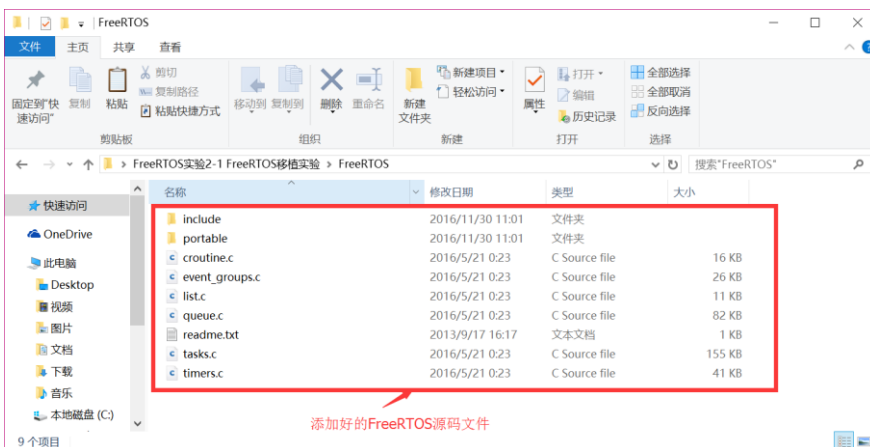 FreeRTOS
文件 主页 共享 查看
固定到"快速访问"
复制
粘贴
剪切
复制路径
粘贴快捷方式
剪贴板
移动到 复制到 删除 重命名
组织
新建文件夹
新建项目
轻松访问
新建
属性
打开
编辑
历史记录
打开
全部选择
全部取消
反向选择
选择
FreeRTOS实验2-1 FreeRTOS移植实验 > FreeRTOS
搜索"FreeRTOS"
名称 修改日期 类型 大小
快速访问
OneDrive
此电脑
Desktop
视频
图片
文档
下载
音乐
本地磁盘 (C:)
include 2016/11/30 11:01 文件夹
portable 2016/11/30 11:01 文件夹
croutine.c 2016/5/21 0:23 C Source file 16 KB
event_groups.c 2016/5/21 0:23 C Source file 26 KB
list.c 2016/5/21 0:23 C Source file 11 KB
queue.c 2016/5/21 0:23 C Source file 82 KB
readme.txt 2013/9/17 16:17 文本文档 1 KB
tasks.c 2016/5/21 0:23 C Source file 155 KB
timers.c 2016/5/21 0:23 C Source file 41 KB
添加好的FreeRTOS源码文件
9 个项目